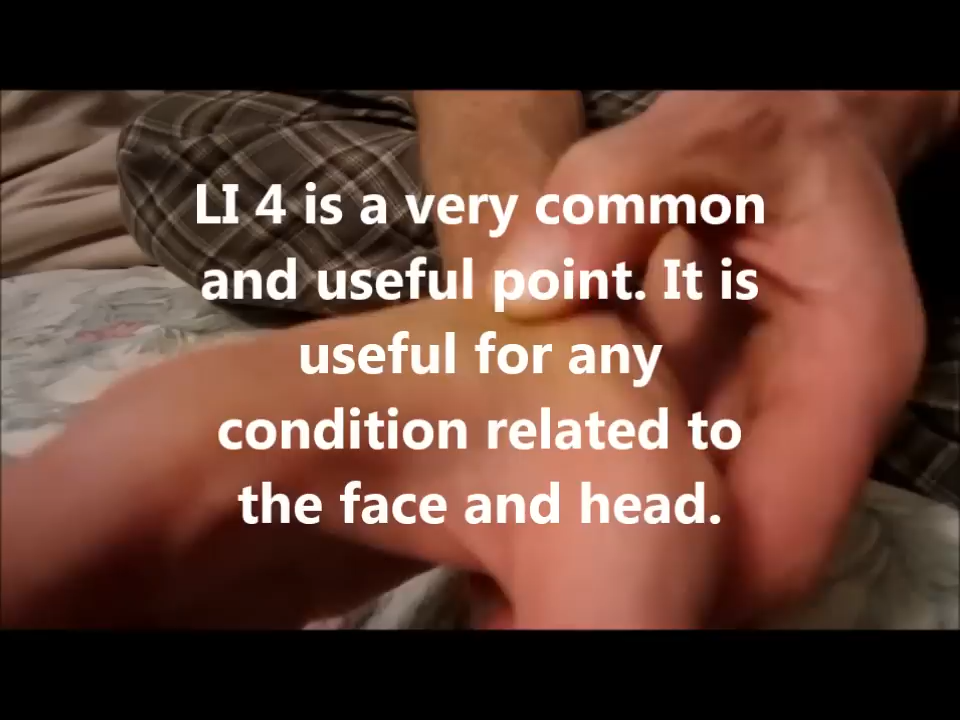 LI 4 is a very common
and useful point. It is
useful for any
condition related to
the face and head.